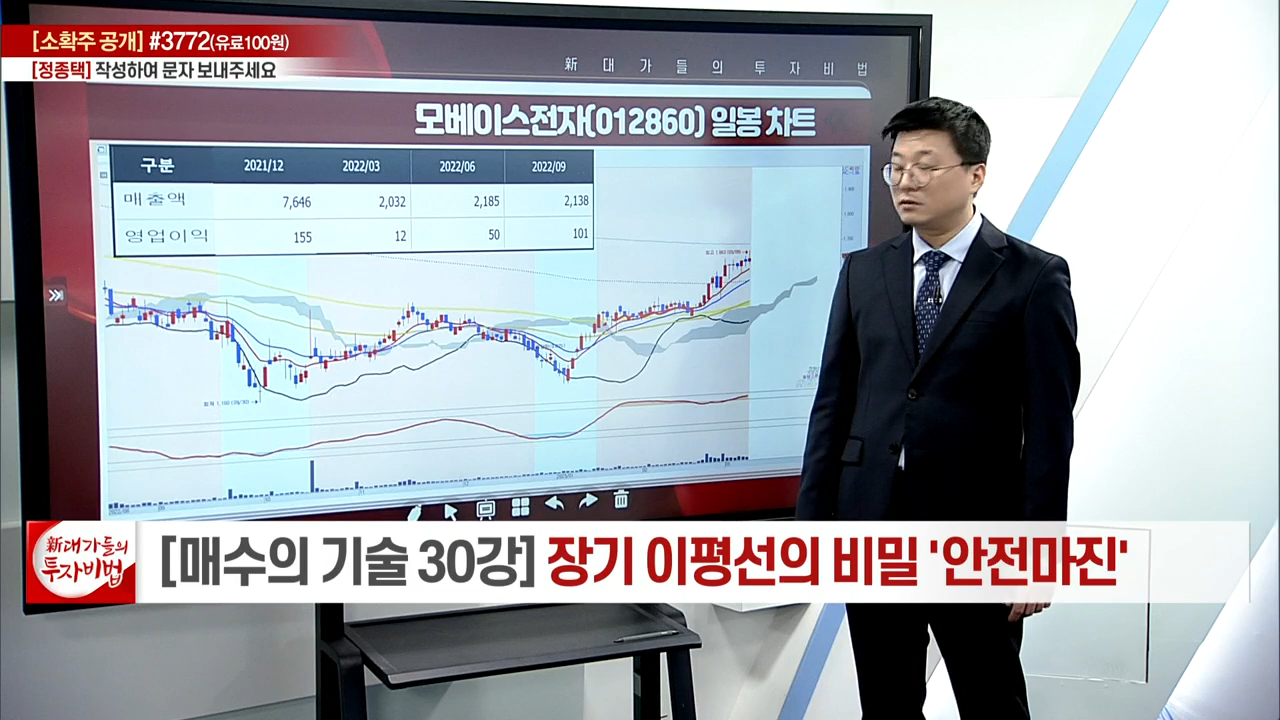 [소확주 공개] #3772(유료100원)
[정종택] 작성하여 문자 보내주세요
新 대 가 들 의 투 자 비 법
모베이스전자(012860) 일봉 차트
구분 2021/12 2022/03 2022/06 2022/09
매출액 7,646 2,032 2,185 2,138
영업이익 155 12 50 101
新대가들의
투자비법
[매수의 기술 30강] 장기 이평선의 비밀 '안전마진'